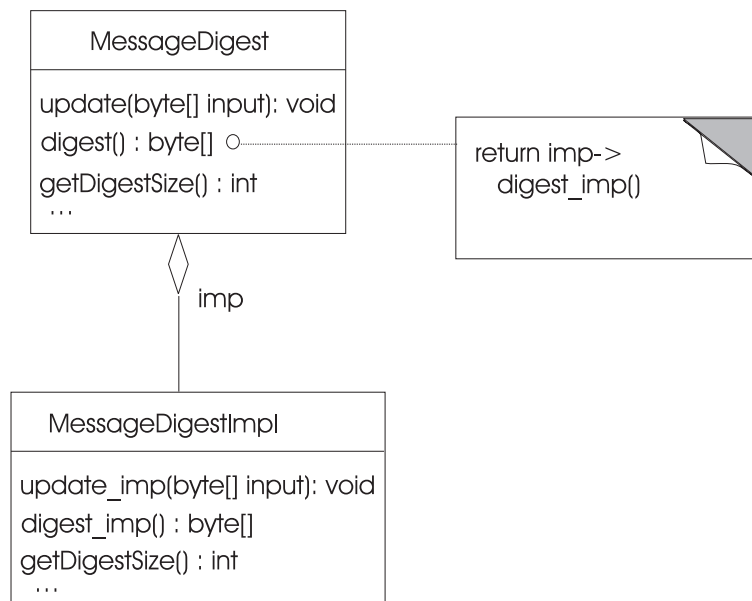 MessageDigest
update(byte[] input): void
digest() : byte[]
getDigestSize() : int
...
return imp->
digest_imp()
imp
MessageDigestImpl
update_imp(byte[] input): void
digest_imp() : byte[]
getDigestSize() : int
...